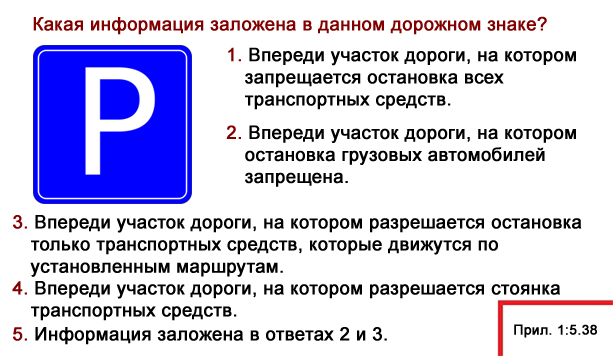 Какая информация заложена в данном дорожном знаке?
P
1. Впереди участок дороги, на котором
запрещается остановка всех
транспортных средств.
2. Впереди участок дороги, на котором
остановка грузовых автомобилей
запрещена.
3. Впереди участок дороги, на котором разрешается остановка
только транспортных средств, которые движутся по
установленным маршрутам.
4. Впереди участок дороги, на котором разрешается стоянка
транспортных средств.
5. Информация заложена в ответах 2 и 3.
Прил. 1:5.38